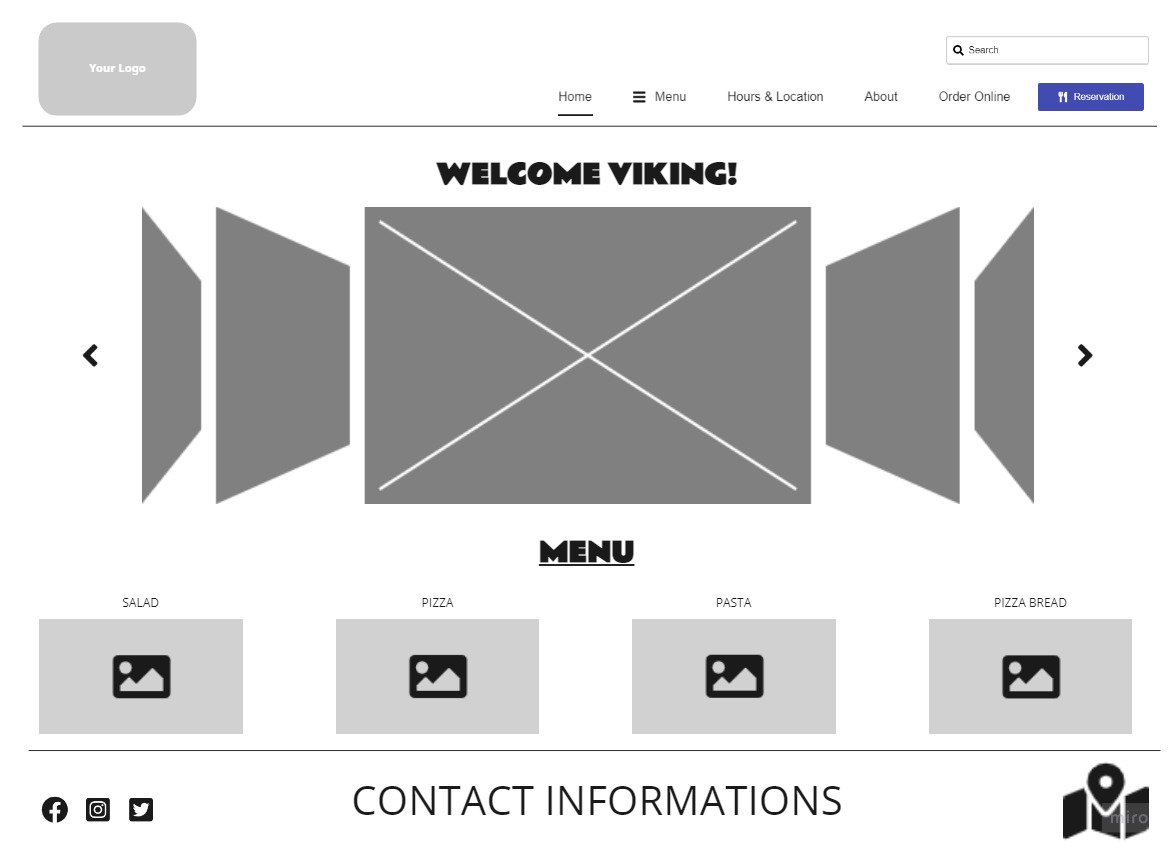 Your Logo
Search
Home
Menu
Hours & Location
About
Order Online
Reservation
WELCOME VIKING!
MENU
SALAD
PIZZA
PASTA
PIZZA BREAD
CONTACT INFORMATIONS
miro